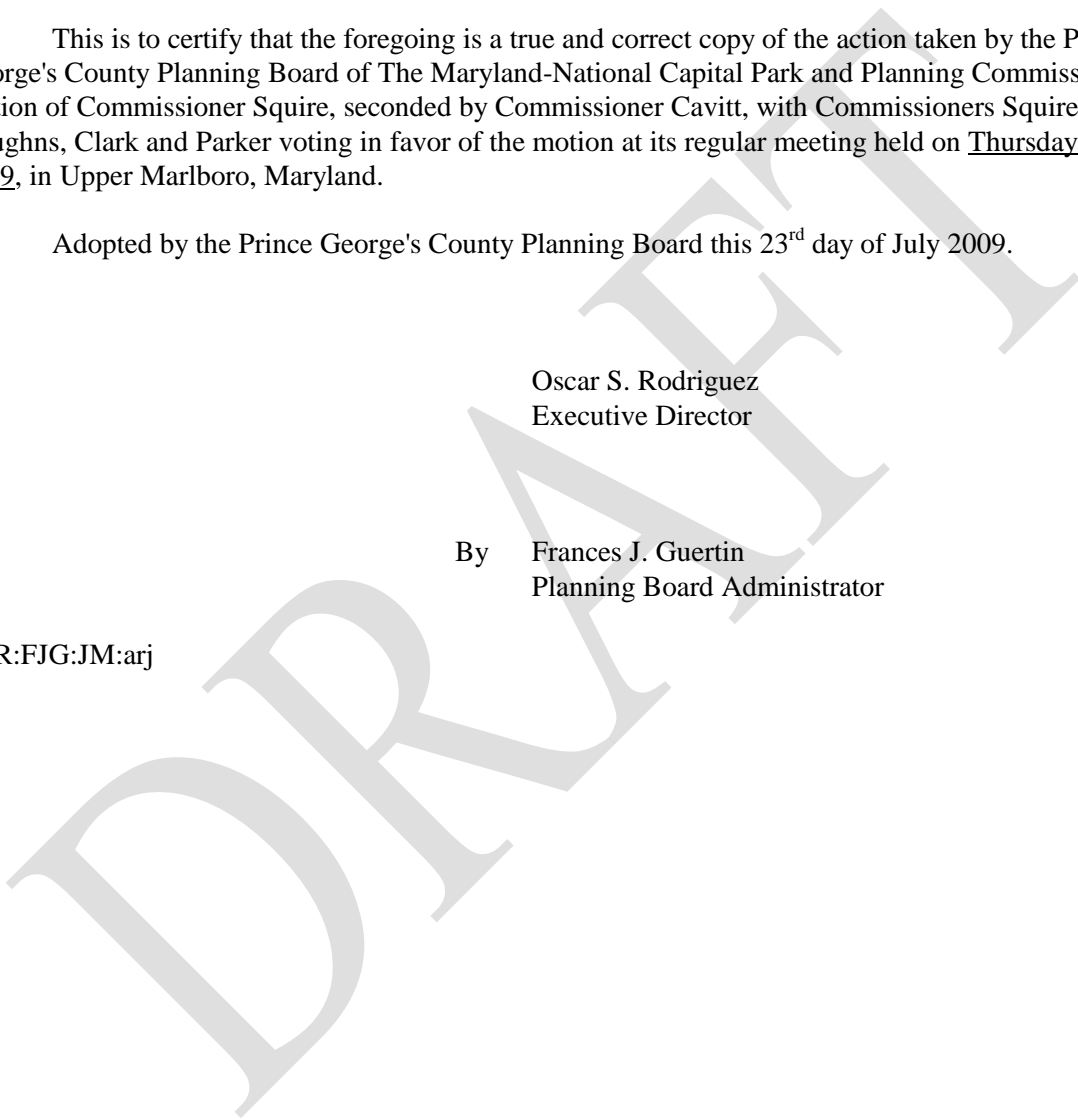 This is to certify that the foregoing is a true and correct copy of the action taken by the P
orge's County Planning Board of The Maryland-National Capital Park and Planning Commiss
tion of Commissioner Squire, seconded by Commissioner Cavitt, with Commissioners Squire
ughns, Clark and Parker voting in favor of the motion at its regular meeting held on Thursday
9, in Upper Marlboro, Maryland.
Adopted by the Prince George's County Planning Board this 23rd day of July 2009.
Oscar S. Rodriguez
Executive Director
By Frances J. Guertin
Planning Board Administrator
R:FJG:JM:arj
DRAFT